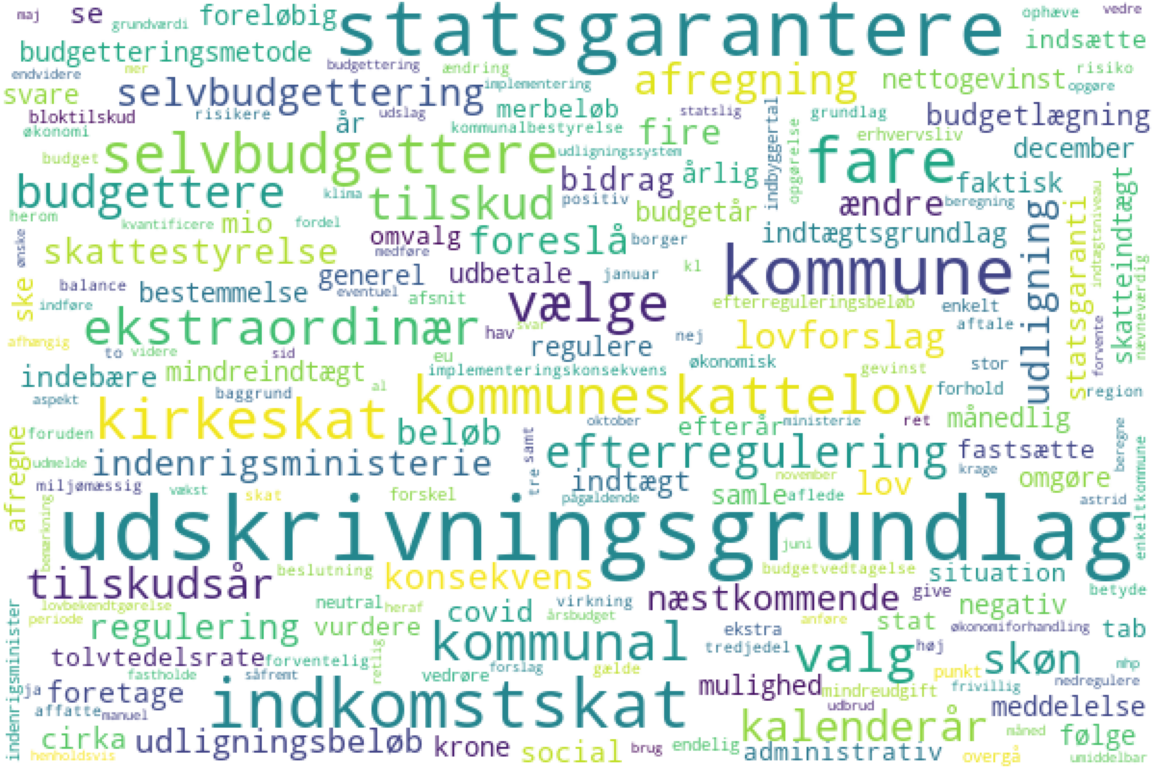 maj se foreløbig statsgarantere ophæve vedre
grundværdi
budgetteringsmetode indsætte
endvidere mer budgettering ændring afregning nettogevinst risiko
svare selvbudgettering implementering opgøre
bloktilskud risikere merbeløb statslig grundlag budgetlægning
økonomi år udslag kommunalbestyrelse fire indbyggertal erhvervsliv
budget selvbudgettere udligningssystem årlig opgørelse fare december
budgettere klima tilskud bidrag positiv faktisk
herom kvantificere mio fordel budgetår ændre beregning
ønske skattestyrelse omvalg foreslå borger indtægtsgrundlag udligning statsgaranti indtægtsniveau skatteindtægt
balance generel medføre udbetale januar kl kommune nævneværdig
ske indføre bestemmelse eventuel afsnit vælge efterreguleringsbeløb enkelt
afhængig ekstraordinær hav svar regulere nej lovforslag aftale forvente
to videre sid eu økonomisk stor
indebære mindreindtægt al implementeringskonsekvens gevinst
aspekt baggrund kommuneskattelov forhold region
kirkeskat beløb oktober efterår ministerie ret månedlig
foruden samt efterregulering fastsætte beregne
afregne udmelde indenrigsministerie tre indtægt november krage omgøre
miljømæssig vækst skat forskel pågældende samle aflede lov astrid
bemærkning udskrivningsgrundlag juni enkeltkommune
tilskudsår beslutning konsekvens budgetvedtagelse situation
lovbekendtgørelse neutral heraf covid virkning næstkommende give negativ betyde
periode regulering vurdere årsbudget anføre stat økonomiforhandling
indenrigsminister tolvtedelsrate forventelig retlig kommunal ekstra tredjedel valg høj skøn tab
fastholde såfremt vedrøre forslag gælde punkt mhp
ja foretage indkomstskat mulighed mindreudgift frivillig nedregulere
affatte manuel udbrud meddelelse
cirka udligningsbeløb krone social brug endelig kalenderår måned følge
henholdsvis administrativ overgå umiddelbar